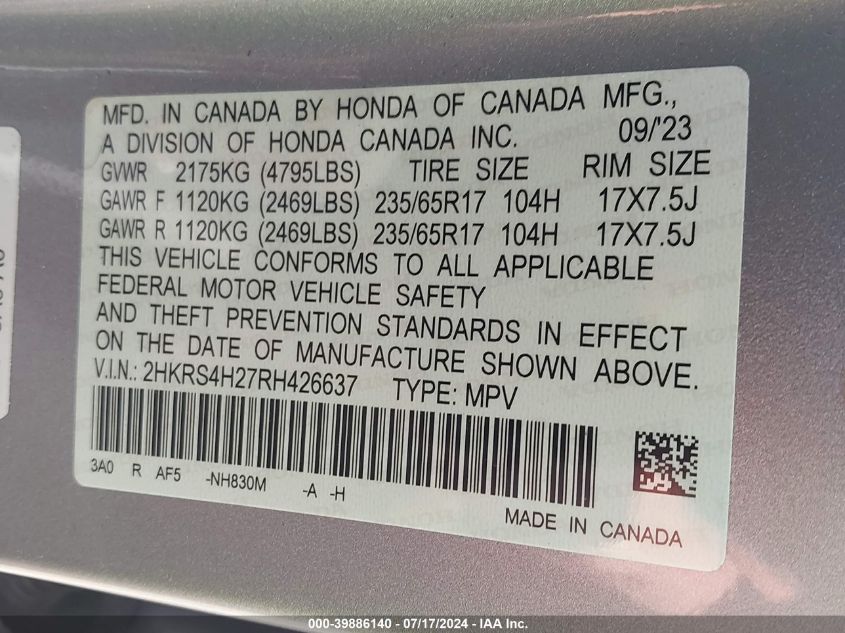 MFD. IN CANADA BY HONDA OF CANADA MFG.,
A DIVISION OF HONDA CANADA INC. 09/'23
GVWR 2175KG (4795LBS) TIRE SIZE RIM SIZE
GAWR F 1120KG (2469LBS) 235/65R17 104H 17X7.5J
GAWR R 1120KG (2469LBS) 235/65R17 104H 17X7.5J
THIS VEHICLE CONFORMS TO ALL APPLICABLE
FEDERAL MOTOR VEHICLE SAFETY
AND THEFT PREVENTION STANDARDS IN EFFECT
ON THE DATE OF MANUFACTURE SHOWN ABOVE.
V.I.N.: 2HKRS4H27RH426637 TYPE: MPV
3A0 R AF5 -NH830M -A -H
MADE IN CANADA
000-39886140 - 07/17/2024 - IAA Inc.